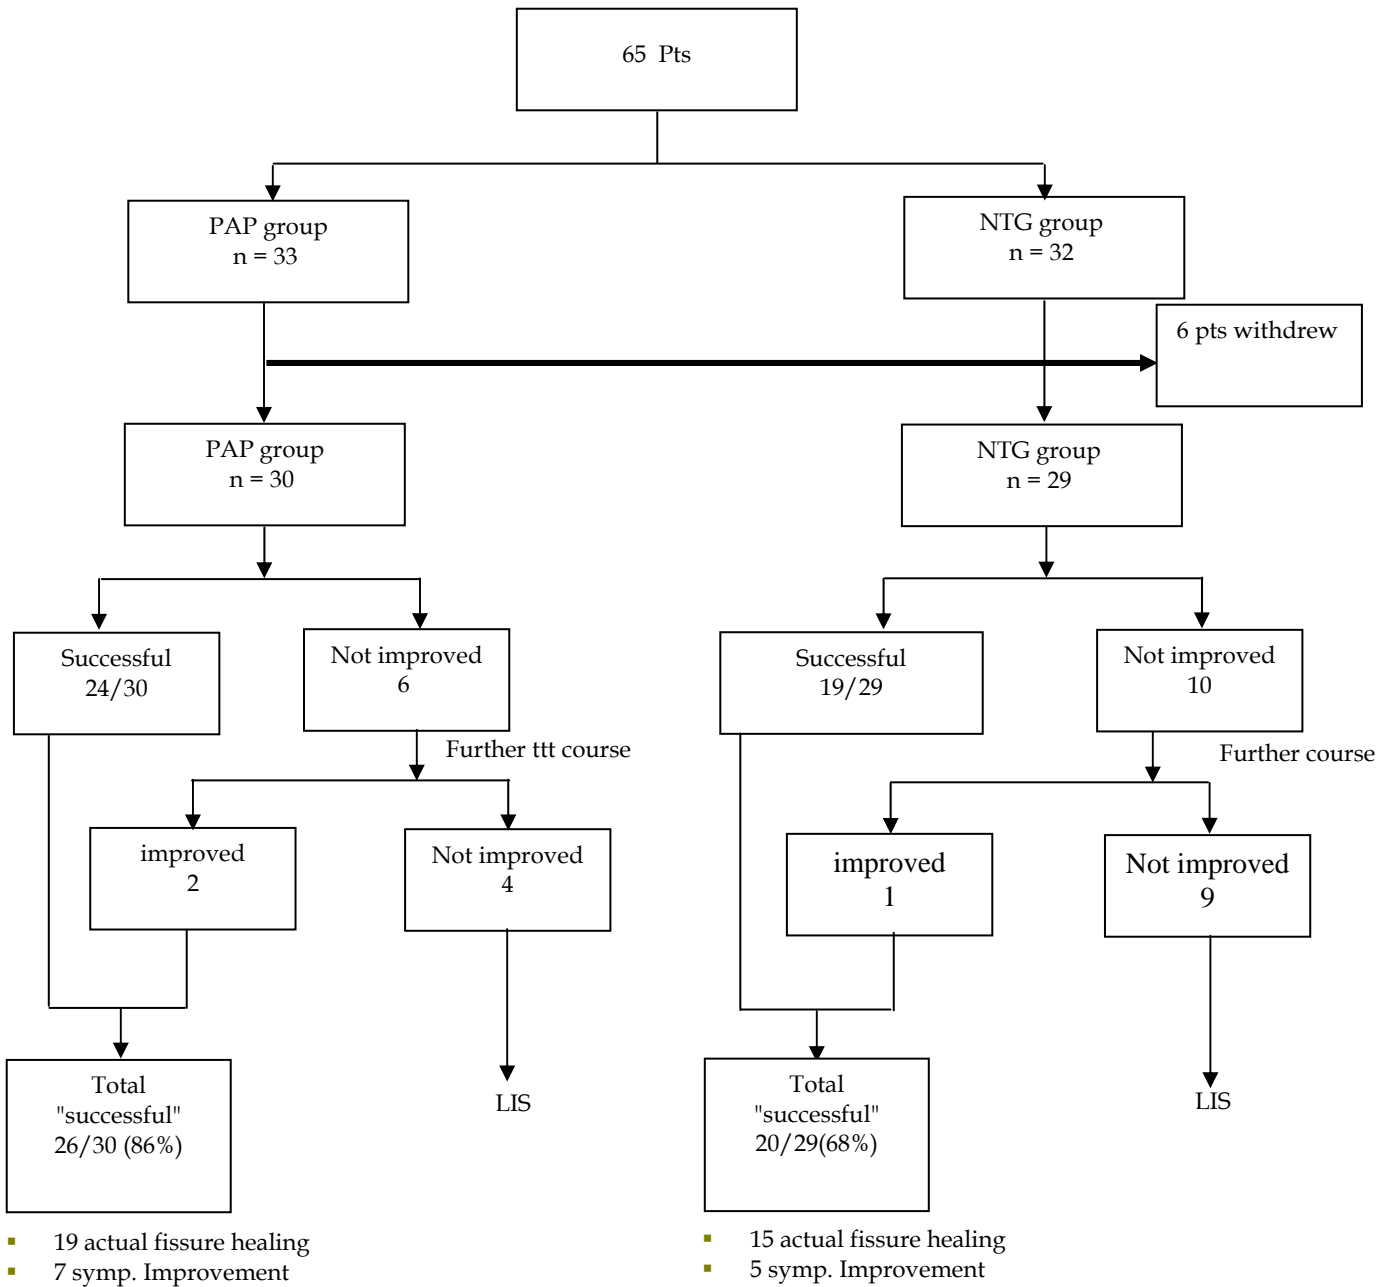 65 Pts
PAP group
n = 33
NTG group
n = 32
6 pts withdrew
PAP group
n = 30
NTG group
n = 29
Successful
24/30
Not improved
6
Successful
19/29
Not improved
10
Further ttt course
Further course
improved
2
Not improved
4
improved
1
Not improved
9
Total
"successful"
26/30 (86%)
LIS
Total
"successful"
20/29(68%)
LIS
▪ 19 actual fissure healing
▪ 7 symp. Improvement
▪ 15 actual fissure healing
▪ 5 symp. Improvement